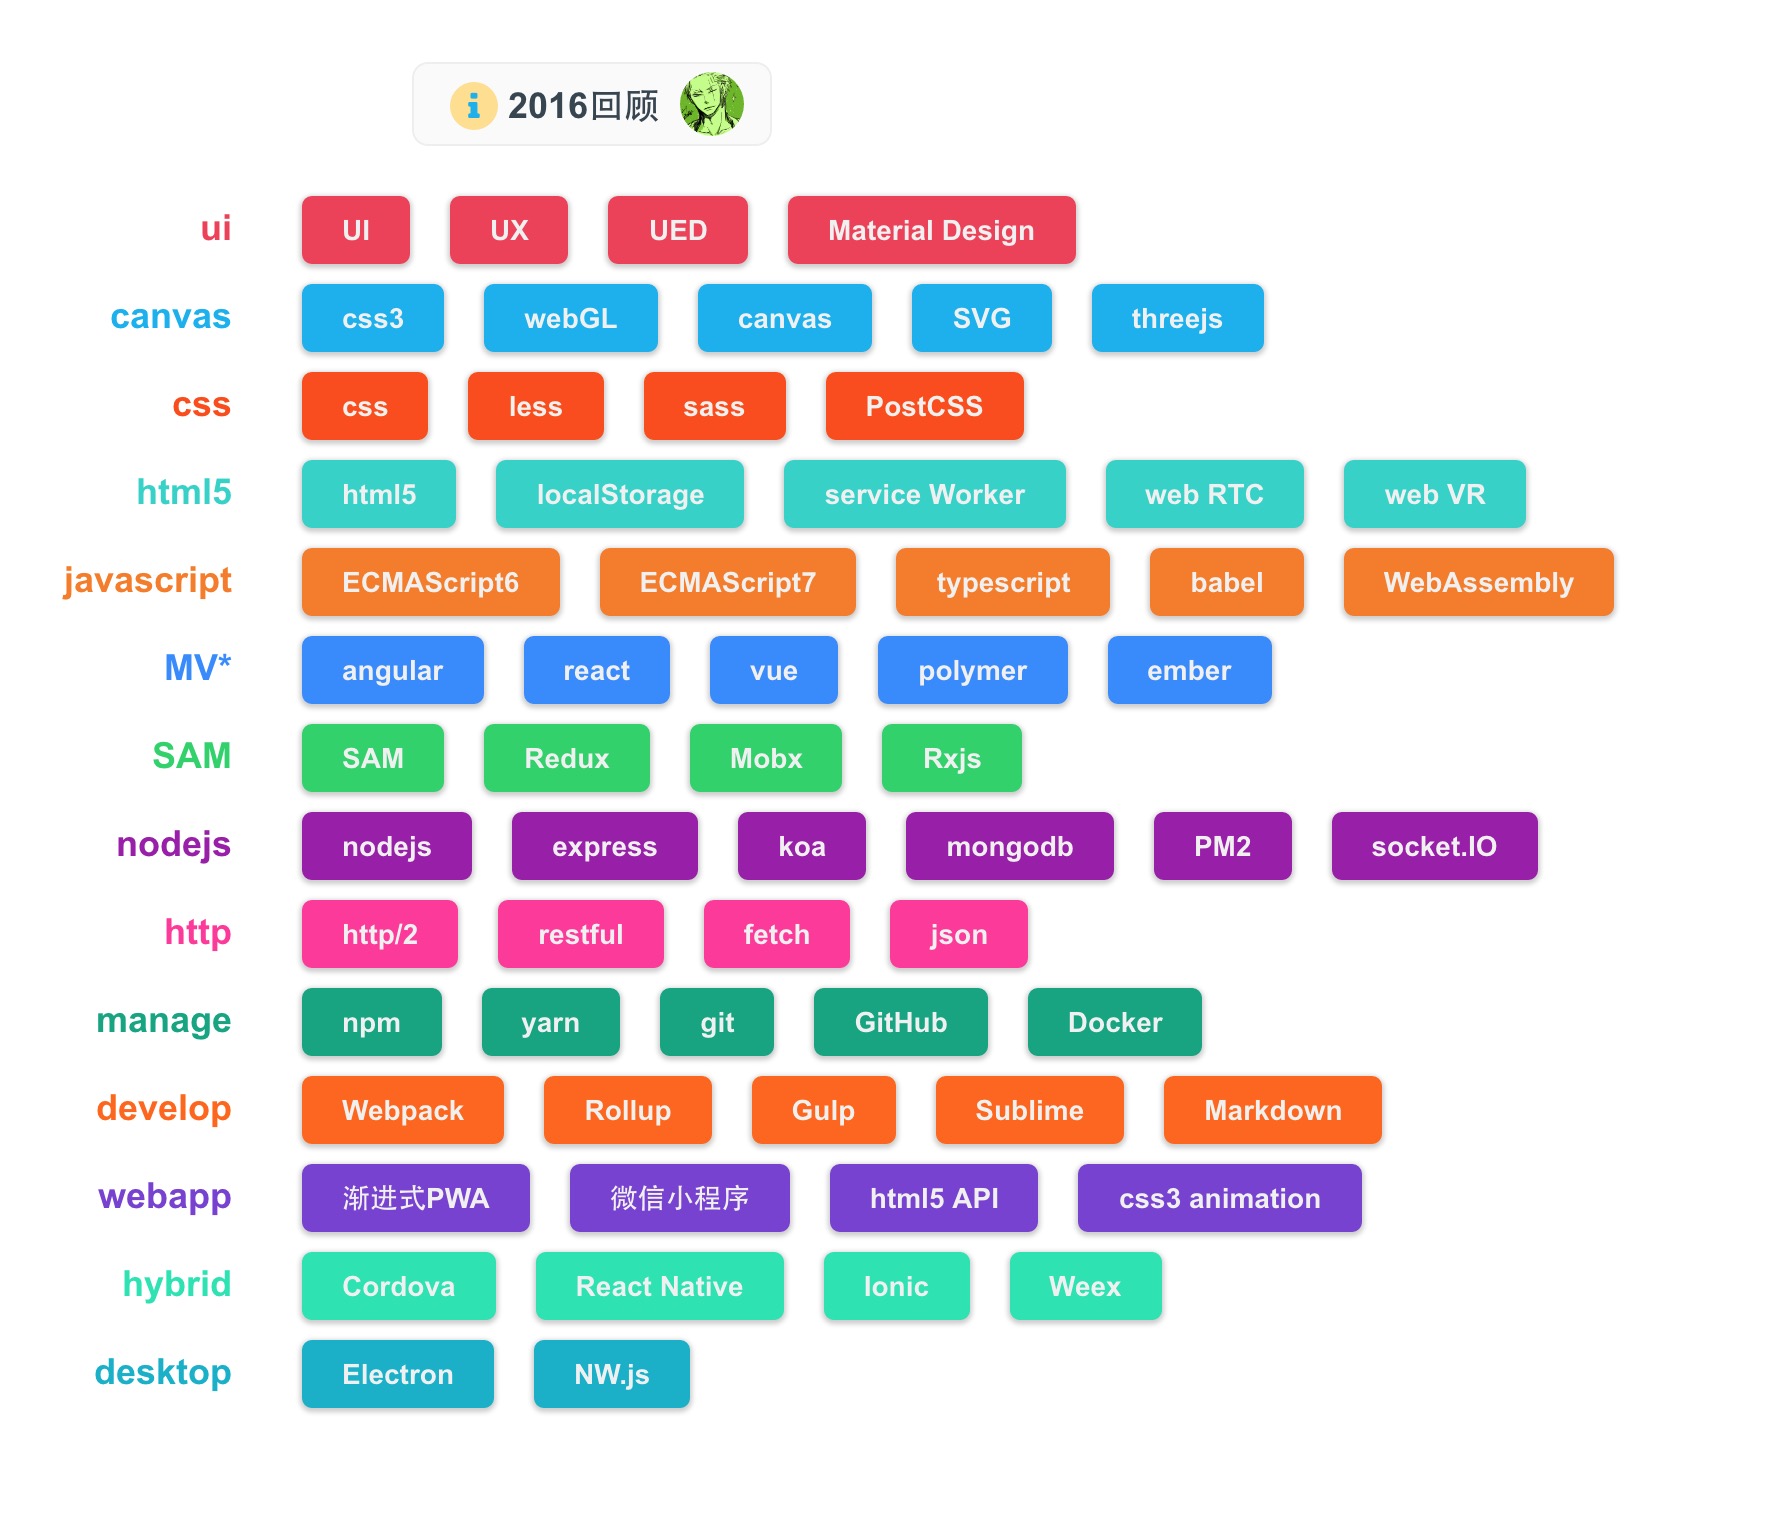 2016回顾
ui UI UX UED Material Design
canvas css3 webGL canvas SVG threejs
css css less sass PostCSS
html5 html5 localStorage service Worker web RTC web VR
javascript ECMAScript6 ECMAScript7 typescript babel WebAssembly
MV* angular react vue polymer ember
SAM SAM Redux Mobx Rxjs
nodejs nodejs express koa mongodb PM2 socket.IO
http http/2 restful fetch json
manage npm yarn git GitHub Docker
develop Webpack Rollup Gulp Sublime Markdown
webapp 渐进式PWA 微信小程序 html5 API css3 animation
hybrid Cordova React Native Ionic Weex
desktop Electron NW.js